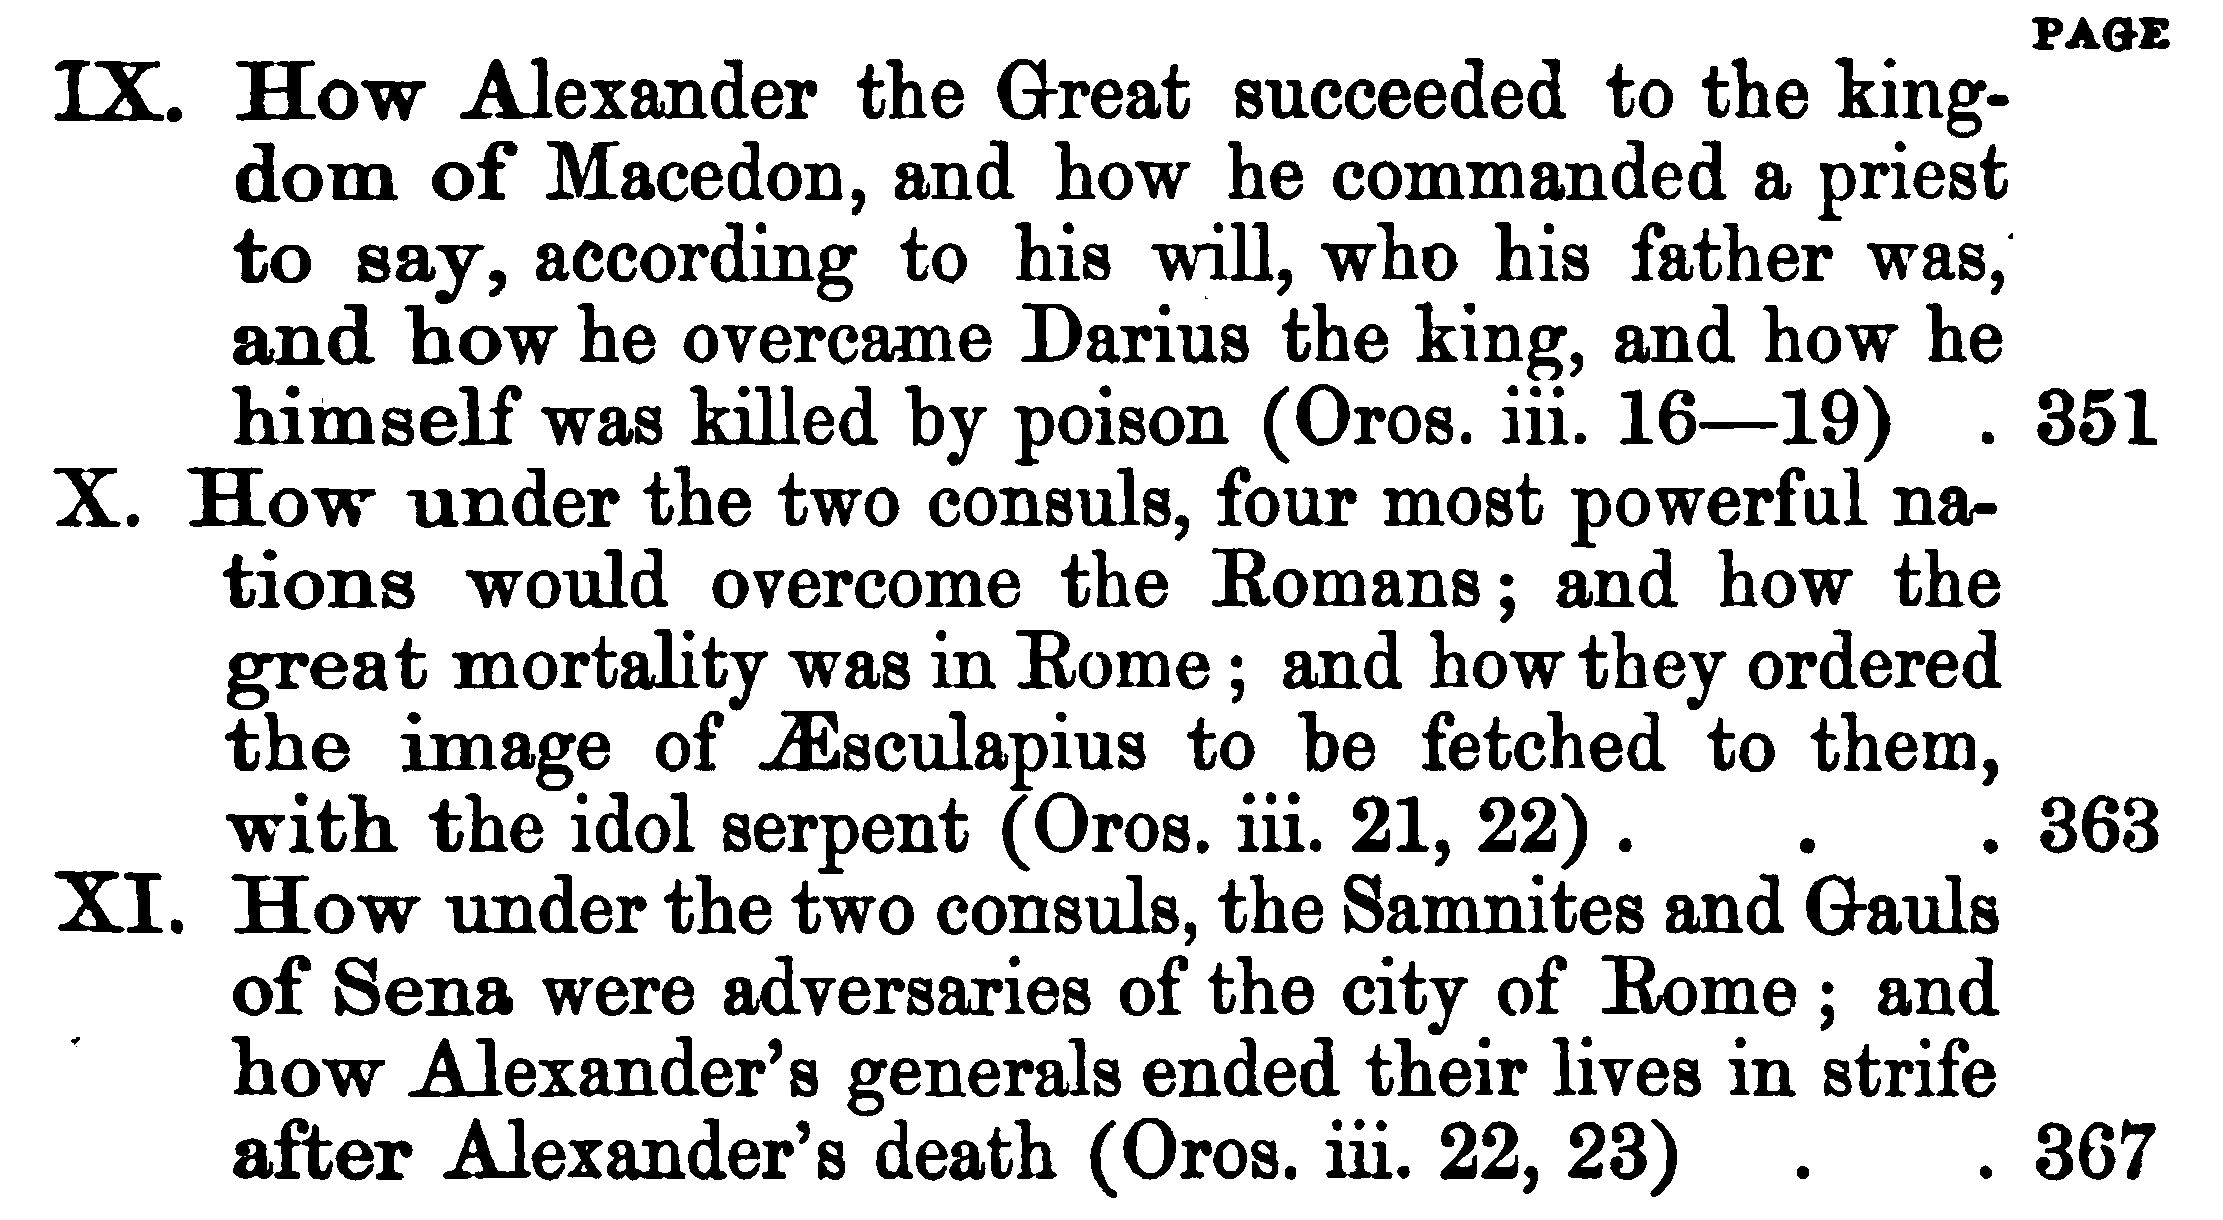 PAGE
IX. How Alexander the Great succeeded to the king-
dom of Macedon, and how he commanded a priest
to say, according to his will, who his father was,
and how he overcame Darius the king, and how he
himself was killed by poison (Oros. iii. 16—19) . 351
X. How under the two consuls, four most powerful na-
tions would overcome the Romans; and how the
great mortality was in Rome; and how they ordered
the image of Æsculapius to be fetched to them,
with the idol serpent (Oros. iii. 21, 22) . . . 363
XI. How under the two consuls, the Samnites and Gauls
of Sena were adversaries of the city of Rome; and
how Alexander's generals ended their lives in strife
after Alexander's death (Oros. iii. 22, 23) . . 367